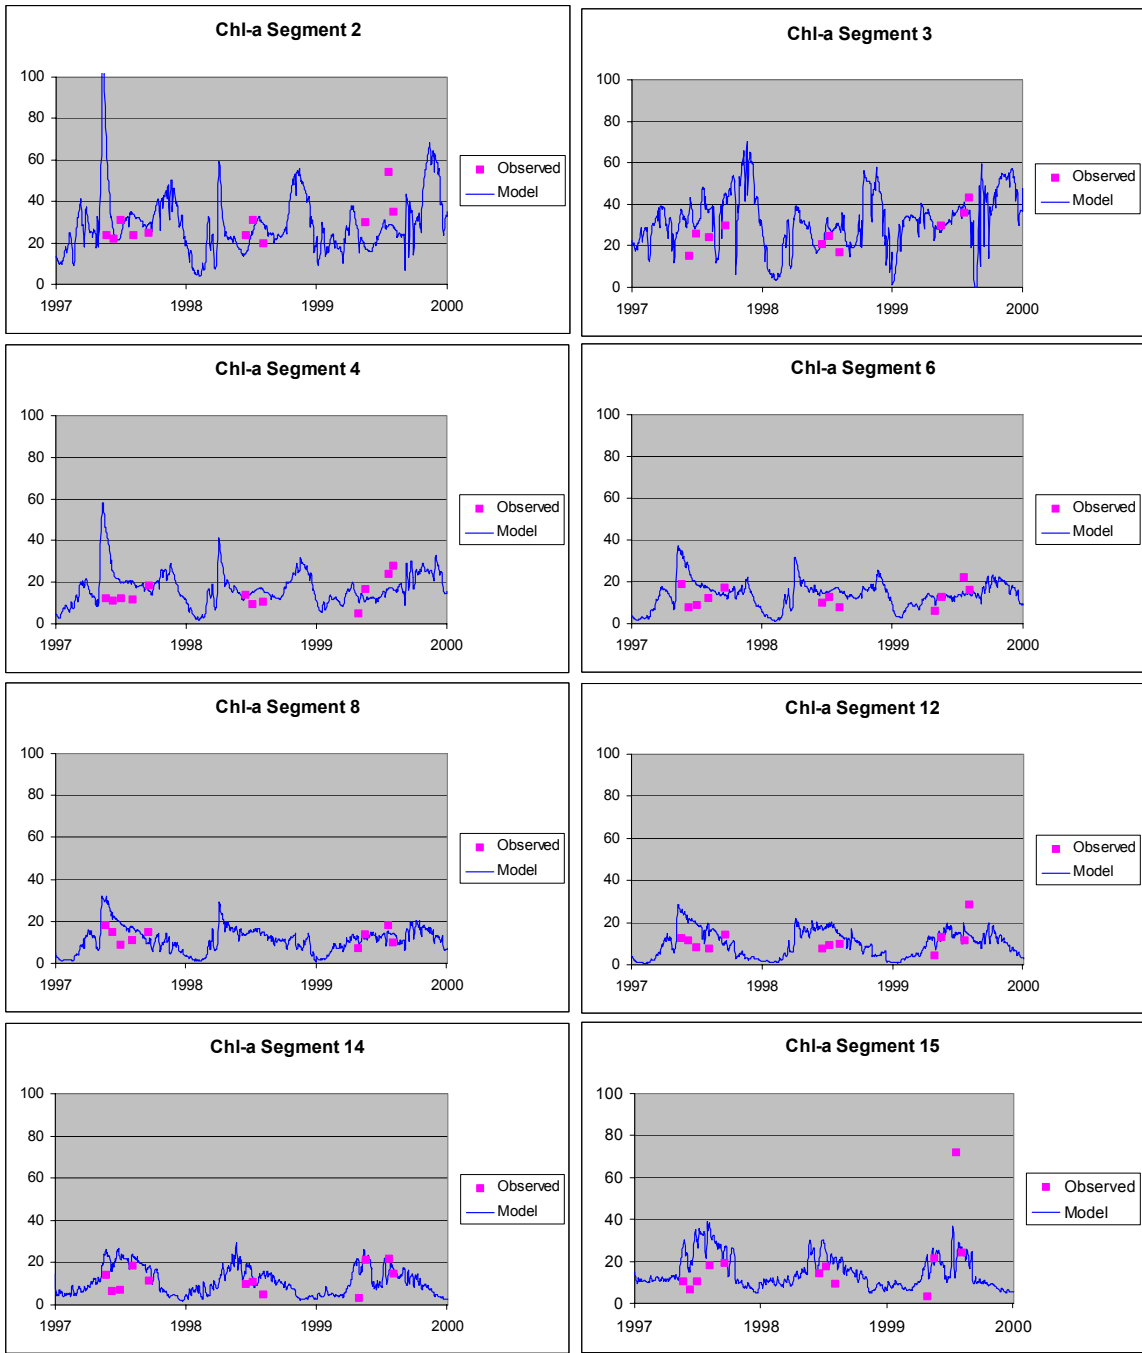 Chl-a Segment 2
100
80
60
40
20
0
1997 1998 1999 2000
Observed
Model
Chl-a Segment 3
100
80
60
40
20
0
1997 1998 1999 2000
Observed
Model
Chl-a Segment 4
100
80
60
40
20
0
1997 1998 1999 2000
Observed
Model
Chl-a Segment 6
100
80
60
40
20
0
1997 1998 1999 2000
Observed
Model
Chl-a Segment 8
100
80
60
40
20
0
1997 1998 1999 2000
Observed
Model
Chl-a Segment 12
100
80
60
40
20
0
1997 1998 1999 2000
Observed
Model
Chl-a Segment 14
100
80
60
40
20
0
1997 1998 1999 2000
Observed
Model
Chl-a Segment 15
100
80
60
40
20
0
1997 1998 1999 2000
Observed
Model